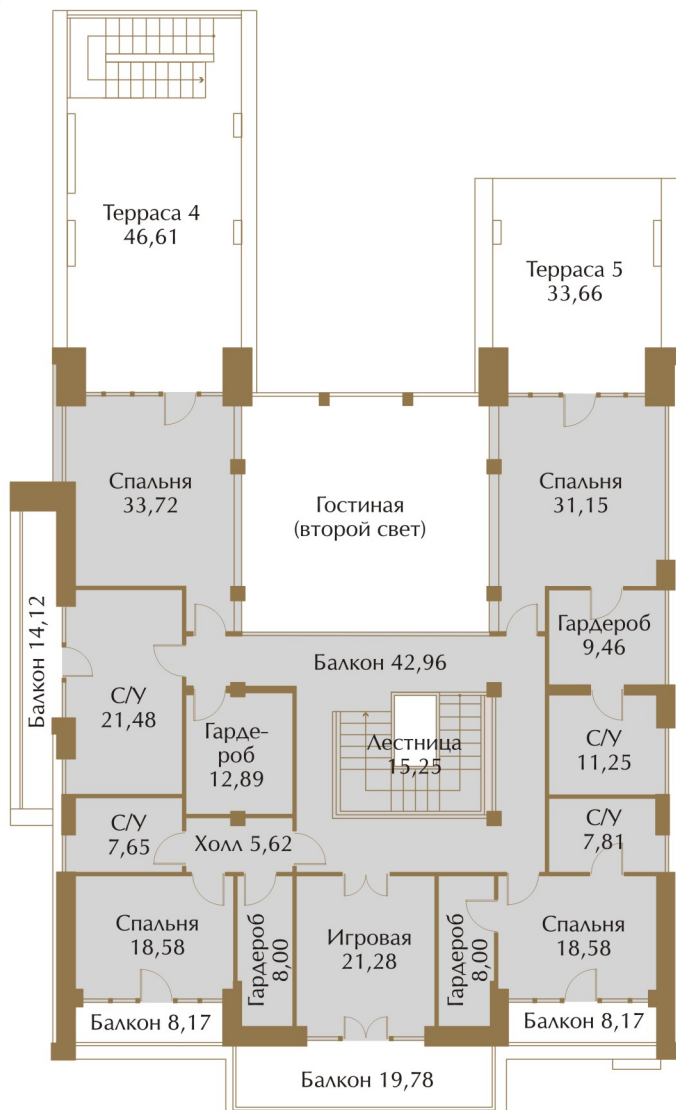 Терраса 4
46,61
Терраса 5
33,66
Спальня
33,72
Гостиная
(второй свет)
Спальня
31,15
Балкон 14,12
Гардероб
9,46
Балкон 42,96
С/У
21,48
Гарде-
роб
12,89
Лестница
15,25
С/У
11,25
С/У
7,65
Холл 5,62
С/У
7,81
Спальня
18,58
Гардероб
8,00
Игровая
21,28
Гардероб
8,00
Спальня
18,58
Балкон 8,17
Балкон 8,17
Балкон 19,78